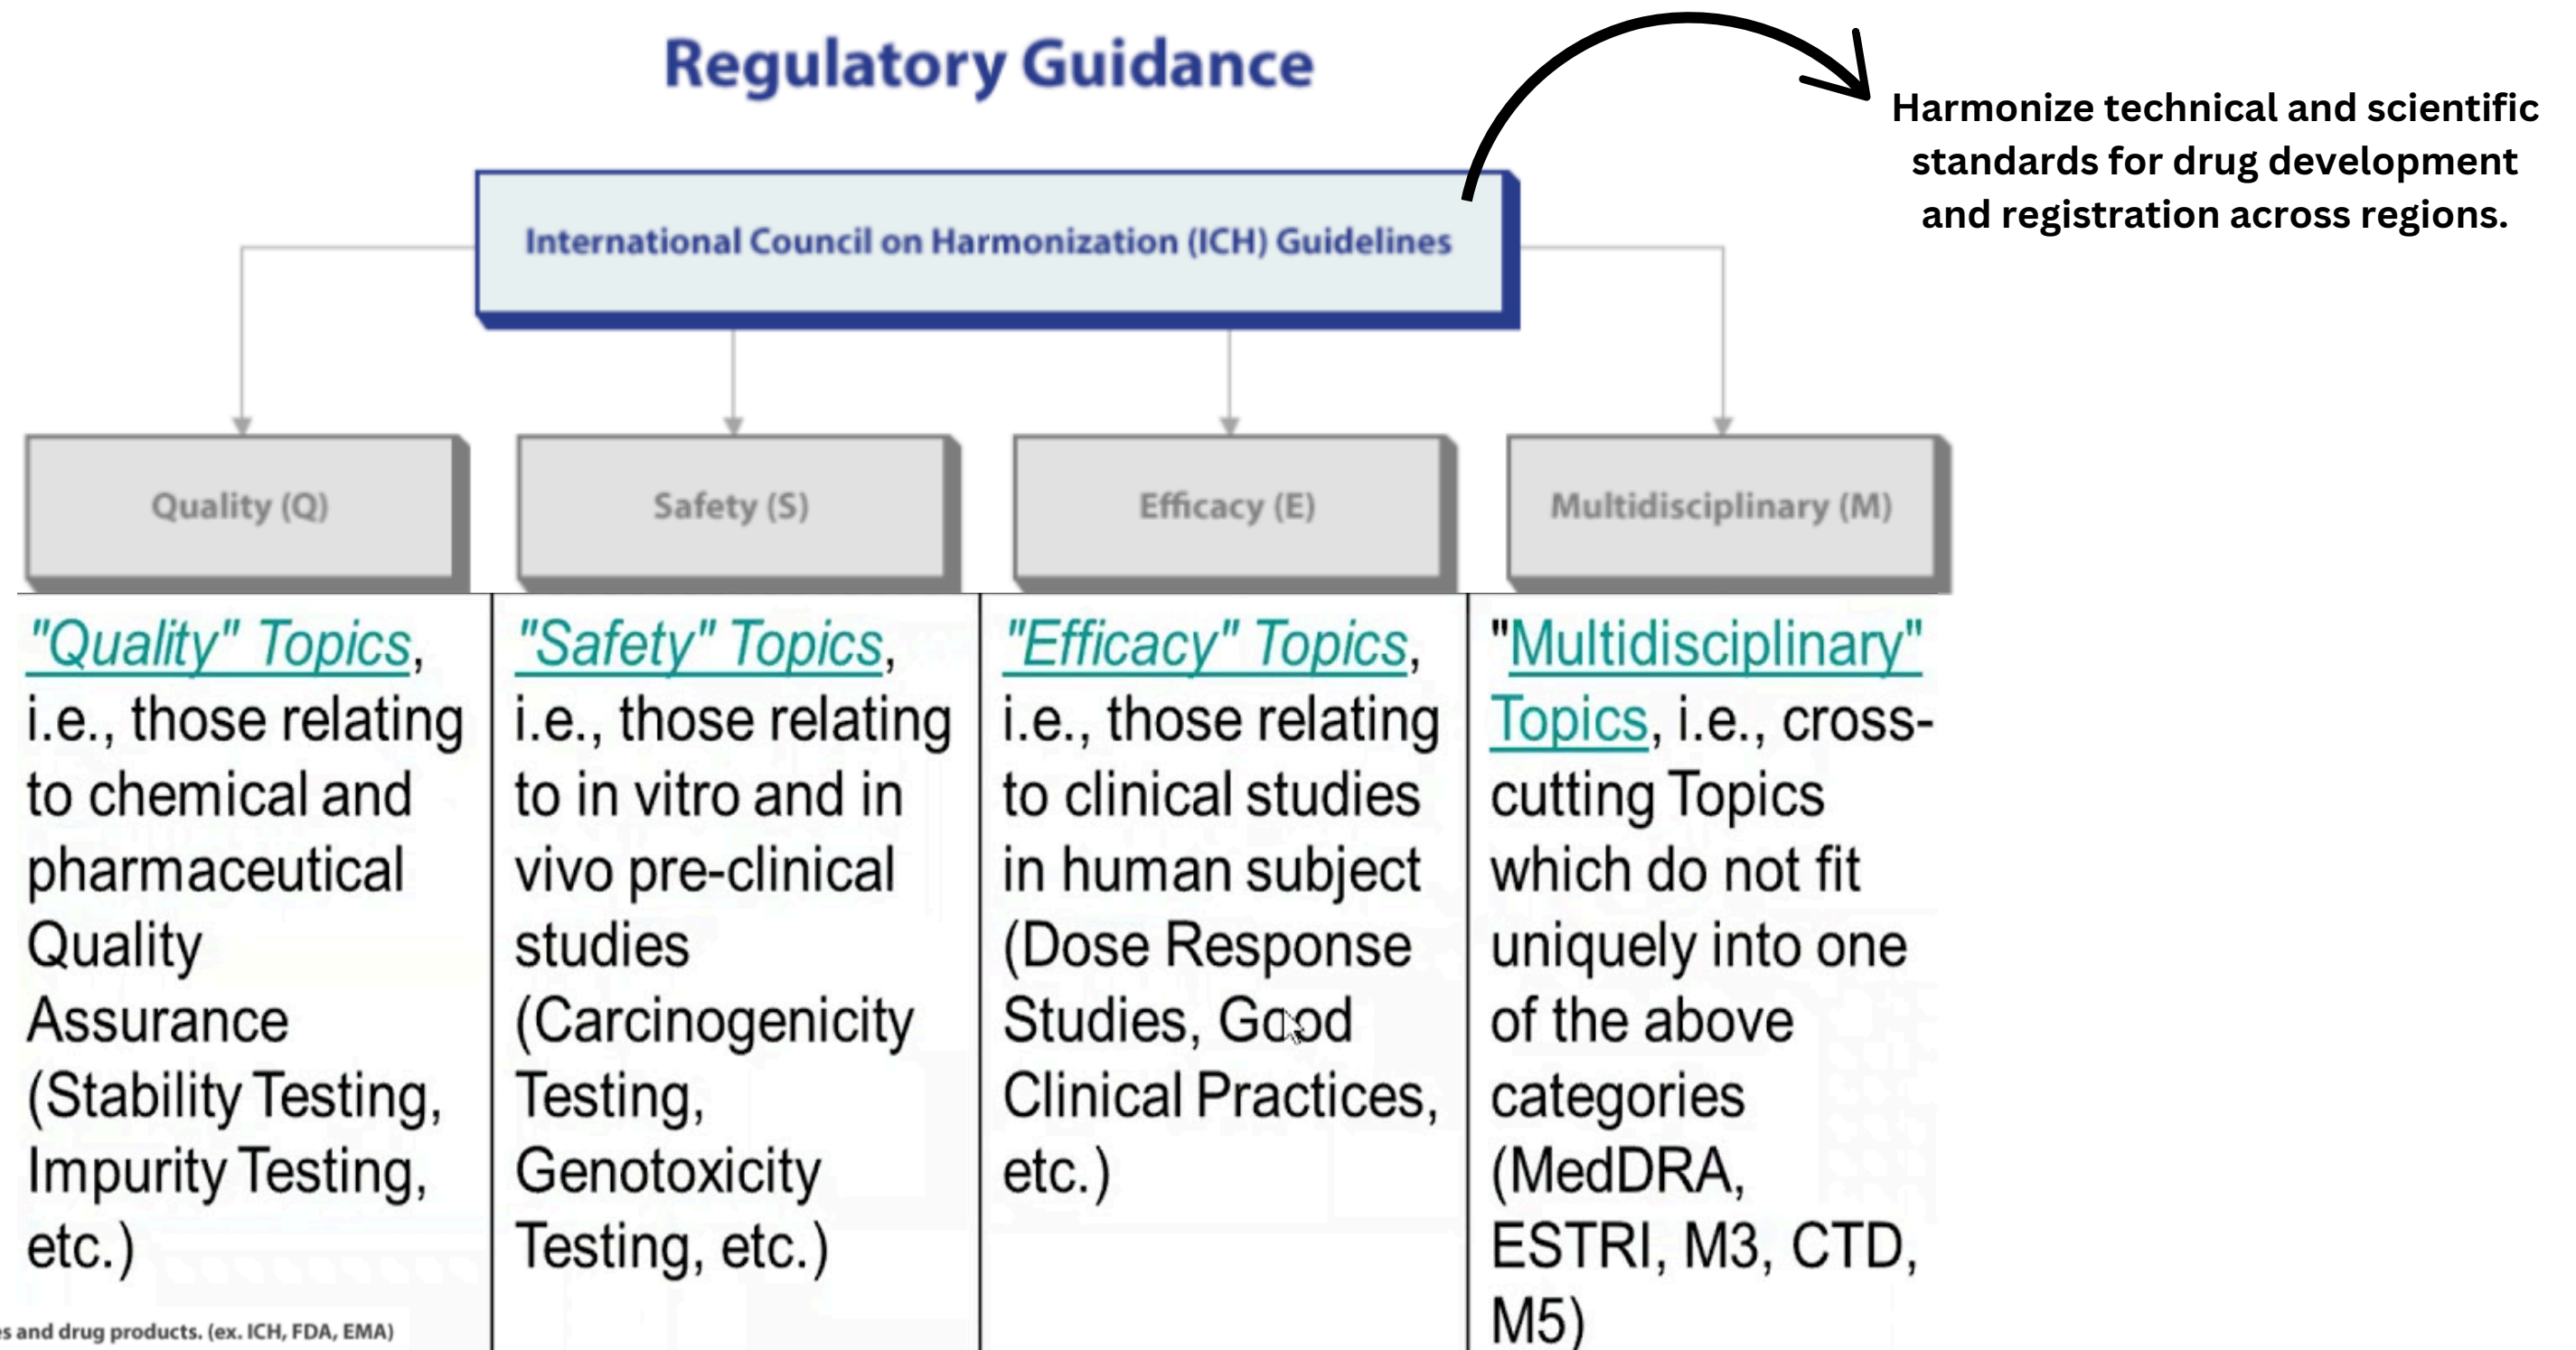 Regulatory Guidance
Harmonize technical and scientific
standards for drug development
and registration across regions.
International Council on Harmonization (ICH) Guidelines
Quality (Q)
Safety (S)
Efficacy (E)
Multidisciplinary (M)
"Quality" Topics,
i.e., those relating
to chemical and
pharmaceutical
Quality
Assurance
(Stability Testing,
Impurity Testing,
etc.)
"Safety" Topics,
i.e., those relating
to in vitro and in
vivo pre-clinical
studies
(Carcinogenicity
Testing,
Genotoxicity
Testing, etc.)
"Efficacy" Topics,
i.e., those relating
to clinical studies
in human subject
(Dose Response
Studies, Good
Clinical Practices,
etc.)
"Multidisciplinary"
Topics, i.e., cross-
cutting Topics
which do not fit
uniquely into one
of the above
categories
(MedDRA,
ESTRI, M3, CTD,
M5)
and drug products. (ex. ICH, FDA, EMA)